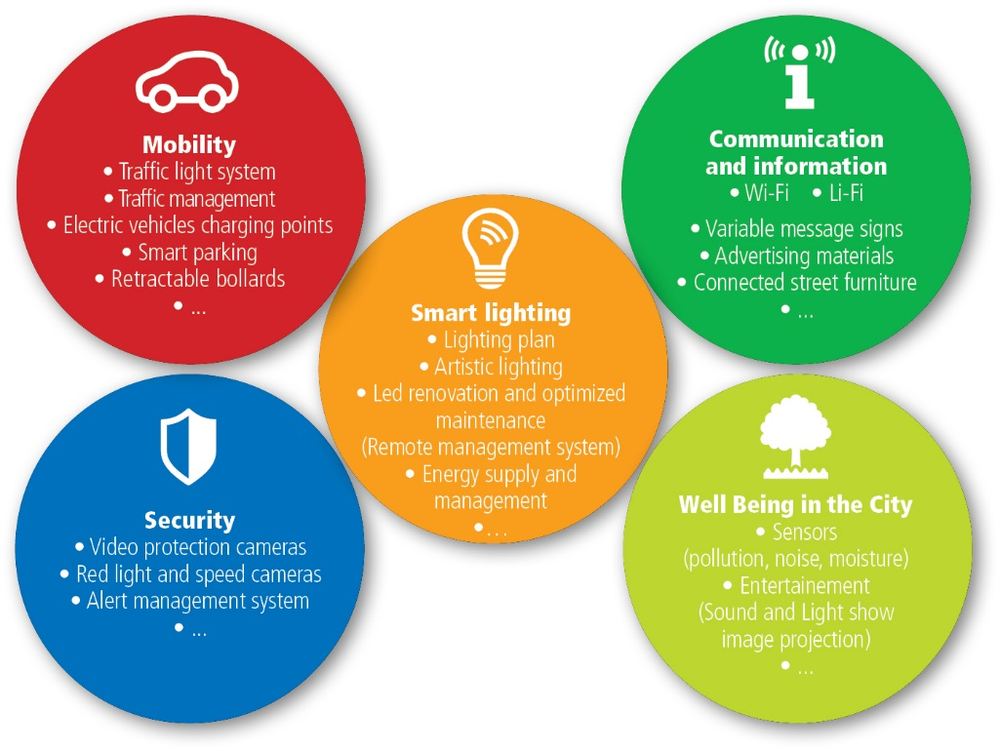 Mobility
• Traffic light system
• Traffic management
• Electric vehicles charging points
• Smart parking
• Retractable bollards
• ...
Communication
and information
• Wi-Fi • Li-Fi
• Variable message signs
• Advertising materials
• Connected street furniture
• ...
Smart lighting
• Lighting plan
• Artistic lighting
• Led renovation and optimized
maintenance
(Remote management system)
• Energy supply and
management
• ...
Security
• Video protection cameras
• Red light and speed cameras
• Alert management system
• ...
Well Being in the City
• Sensors
(pollution, noise, moisture)
• Entertainement
(Sound and Light show
image projection)
• ...